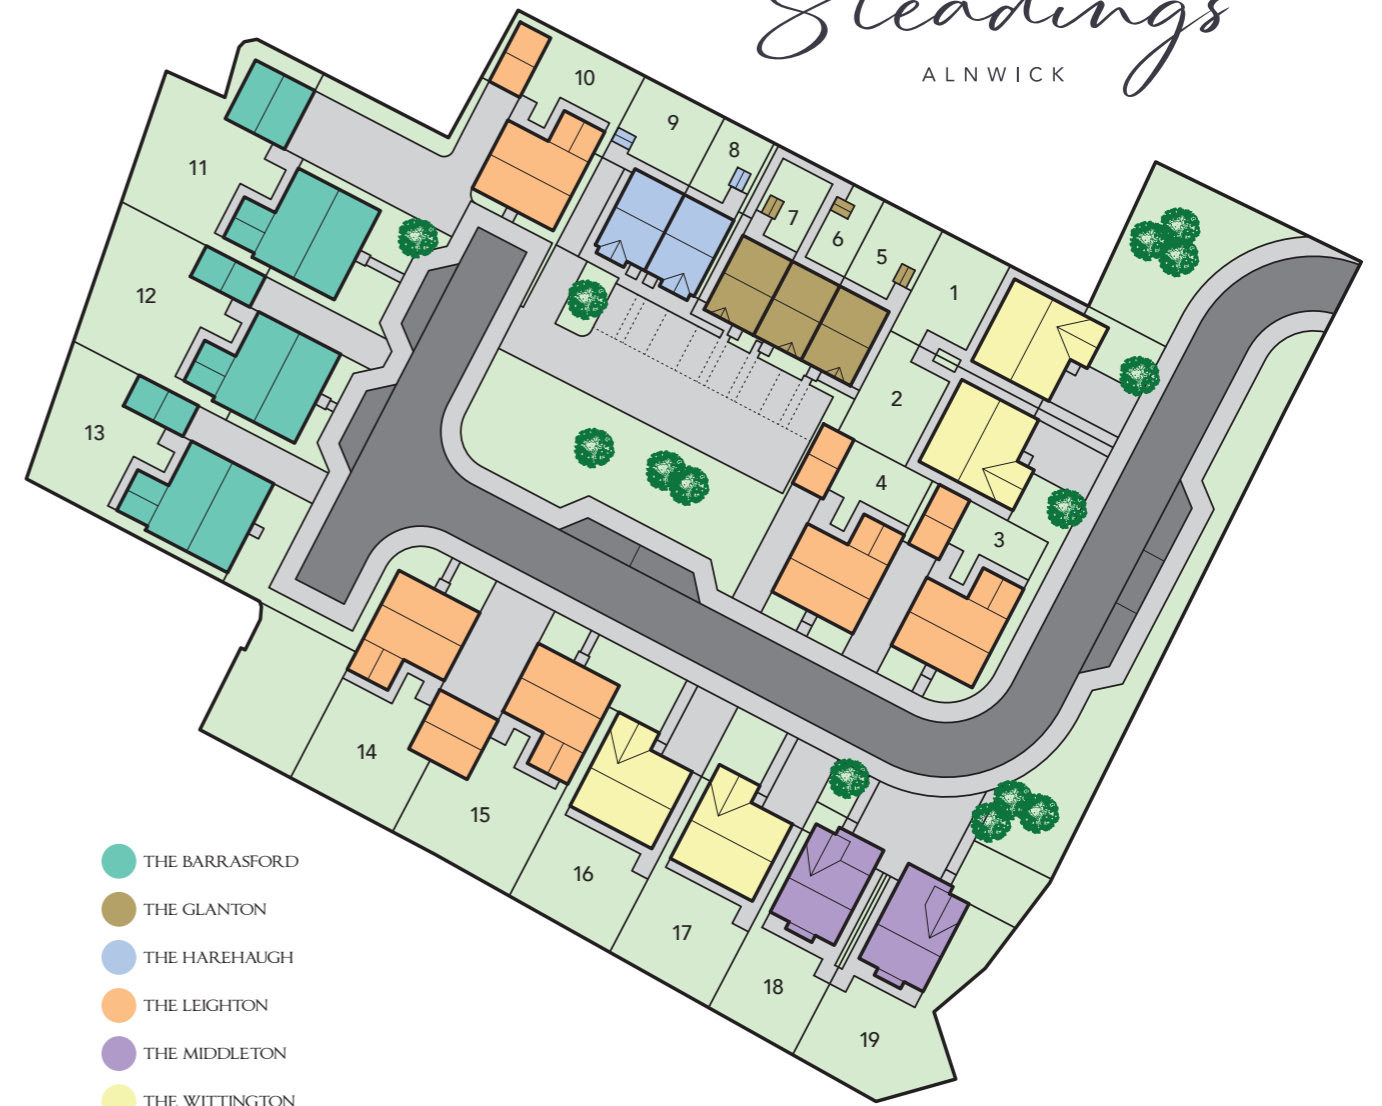 Steadings
ALNWICK
10
9
8
11
7
6
5
1
12
2
13
4
3
14
15
16
17
18
19
THE BARRASFORD
THE GLANTON
THE HAREHAUGH
THE LEIGHTON
THE MIDDLETON
THE WITTINGTON